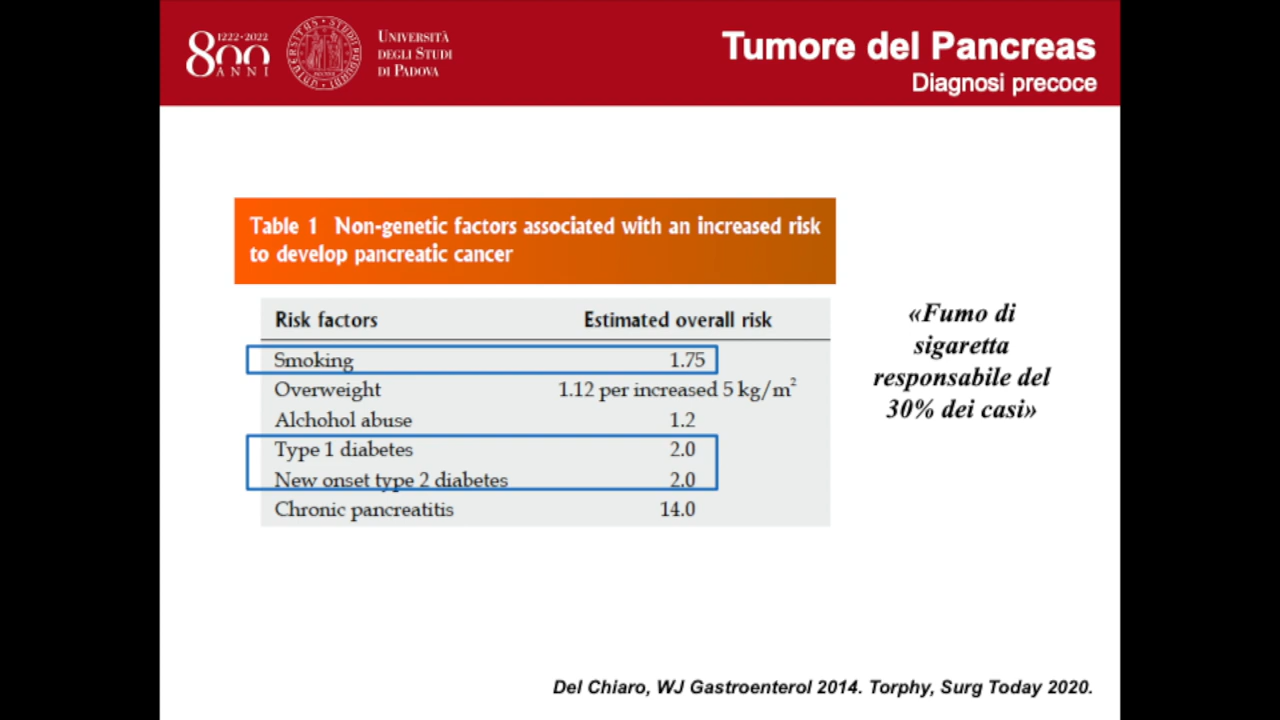 1222•2022
800
ANNI
UNIVERSITÀ
DEGLI STUDI
DI PADOVA
Tumore del Pancreas
Diagnosi precoce
Table 1 Non-genetic factors associated with an increased risk
to develop pancreatic cancer
Risk factors Estimated overall risk
Smoking 1.75
Overweight 1.12 per increased 5 kg/m²
Alchohol abuse 1.2
Type 1 diabetes 2.0
New onset type 2 diabetes 2.0
Chronic pancreatitis 14.0
«Fumo di
sigaretta
responsabile del
30% dei casi»
Del Chiaro, WJ Gastroenterol 2014. Torphy, Surg Today 2020.